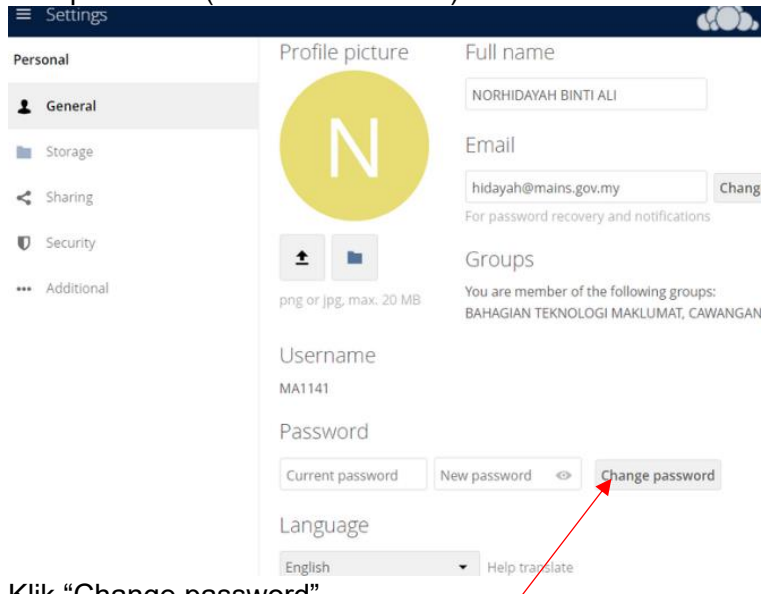 Settings
Personal
General
Storage
Sharing
Security
Additional
Profile picture
N
png or jpg, max. 20 MB
Full name
NORHIDAYAH BINTI ALI
Email
hidayah@mains.gov.my Chang
For password recovery and notifications
Groups
You are member of the following groups:
BAHAGIAN TEKNOLOGI MAKLUMAT, CAWANGAN
Username
MA1141
Password
Current password New password Change password
Language
English Help translate
Klik “Change password”